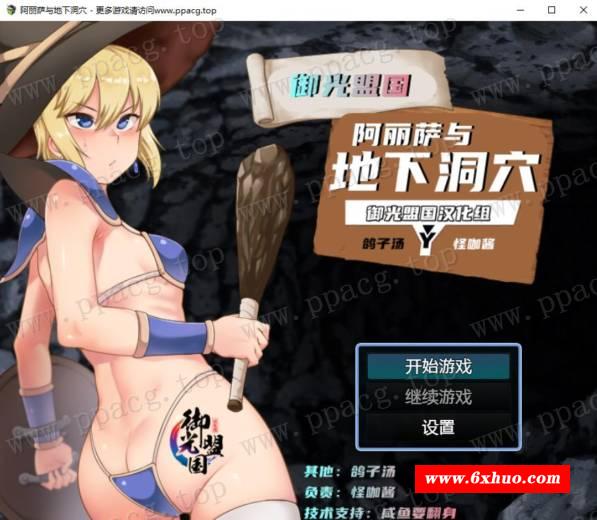 阿丽萨与地下洞穴 - 更多游戏请访问www.ppacg.top
御光盟国
阿丽萨与
地下洞穴
御光盟国汉化组
鸽子汤 Y 怪咖酱
开始游戏
继续游戏
设置
御光盟国
其他：鸽子汤
负责：怪咖酱
技术支持：咸鱼要翻身
www.6xhuo.com
www.ppacg.top